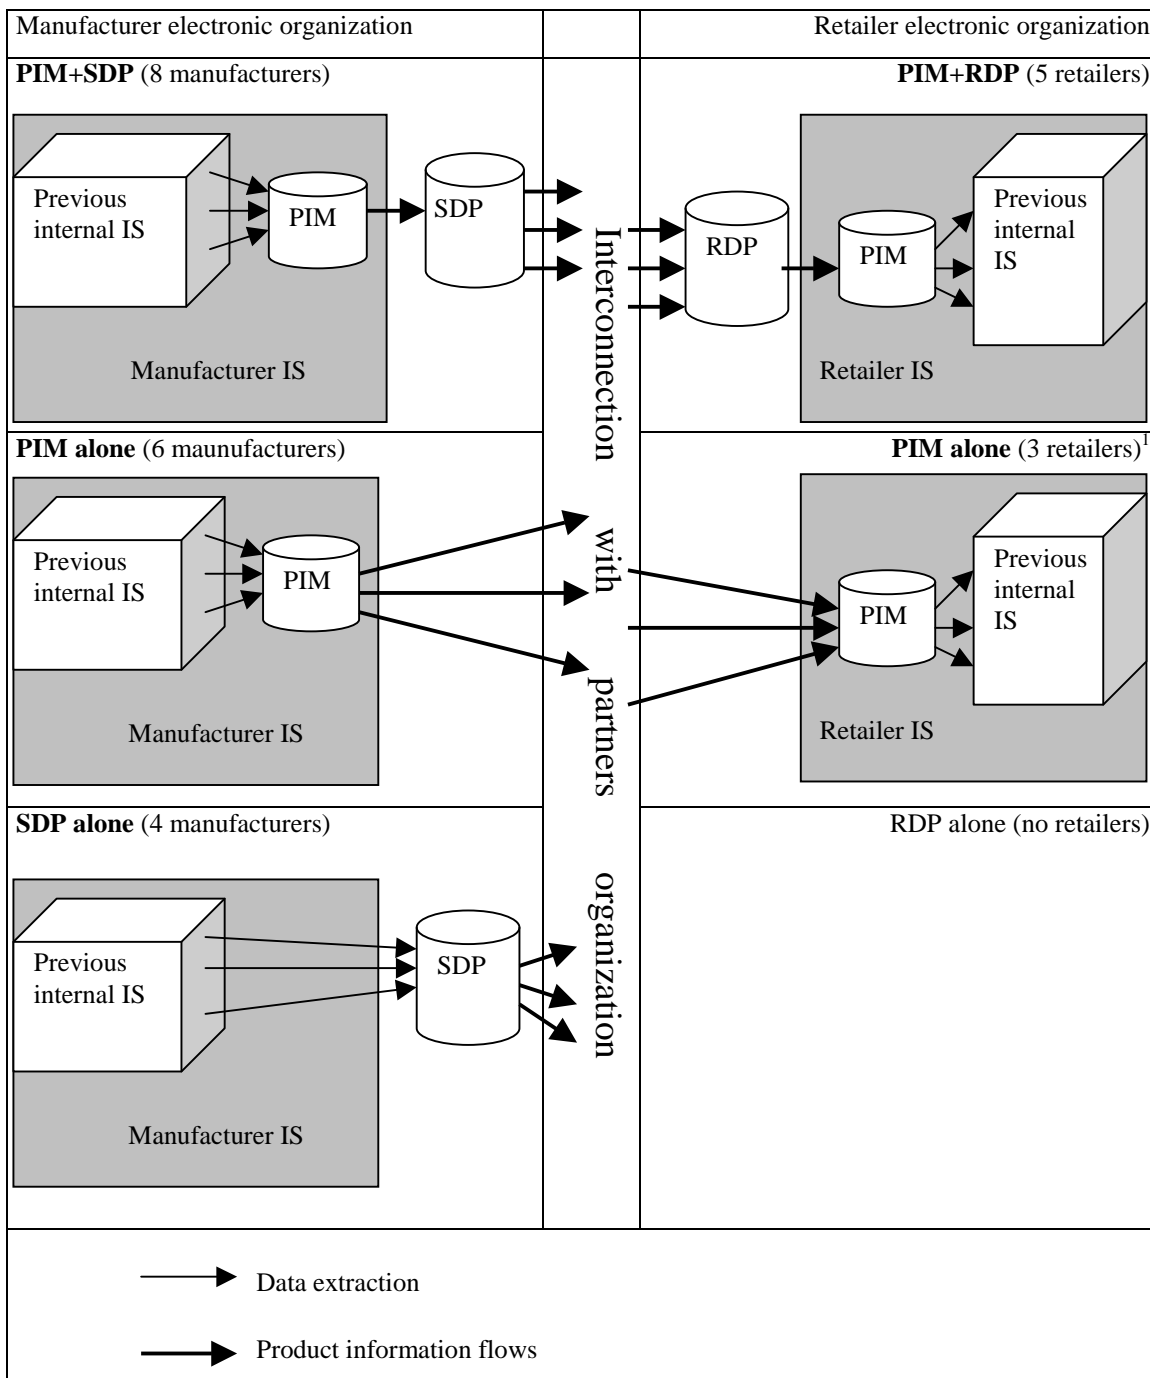 Manufacturer electronic organization
Retailer electronic organization
PIM+SDP (8 manufacturers)
PIM+RDP (5 retailers)
Previous
internal IS
PIM
SDP
Manufacturer IS
RDP
PIM
Previous
internal
IS
Retailer IS
Interconnection with partners organization
PIM alone (6 maunufacturers)
PIM alone (3 retailers)1
Previous
internal IS
PIM
Manufacturer IS
PIM
Previous
internal
IS
Retailer IS
SDP alone (4 manufacturers)
RDP alone (no retailers)
Previous
internal IS
SDP
Manufacturer IS
Data extraction
Product information flows